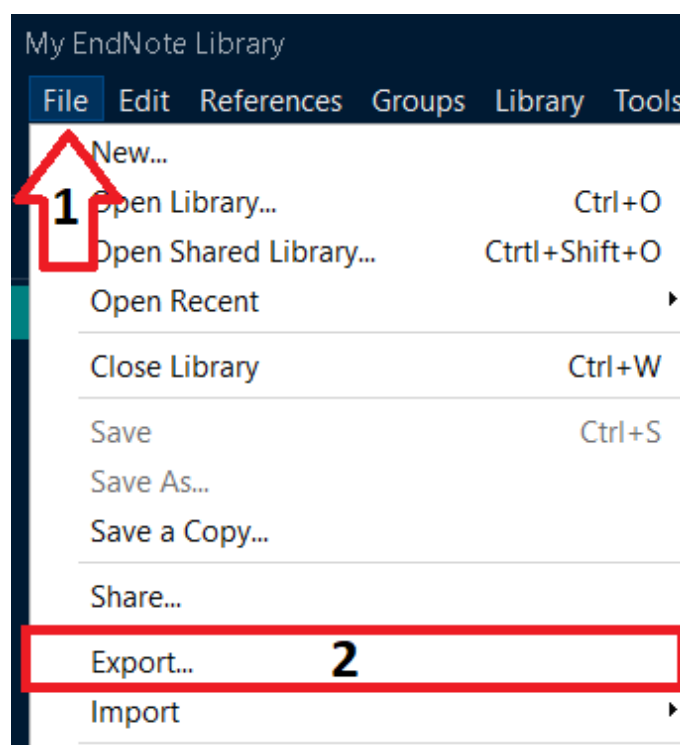 My EndNote Library
File Edit References Groups Library Tools
New...
1
Open Library... Ctrl+O
Open Shared Library... Ctrtl+Shift+O
Open Recent
Close Library Ctrl+W
Save Ctrl+S
Save As...
Save a Copy...
Share...
Export... 2
Import